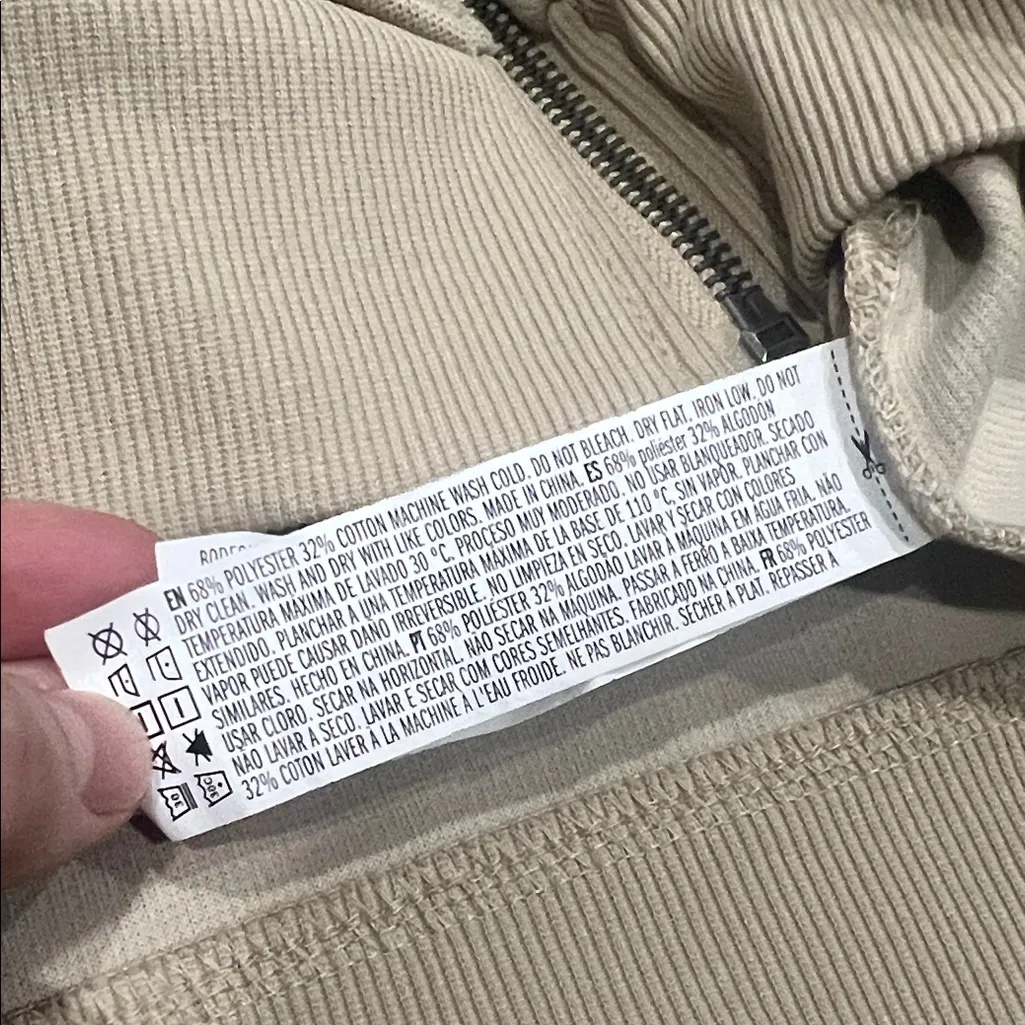 EN 68% POLYESTER 32% COTTON MACHINE WASH COLD. DO NOT BLEACH. DRY FLAT. IRON LOW. DO NOT
DRY CLEAN. WASH AND DRY WITH LIKE COLORS. MADE IN CHINA. ES 68% poliéster 32% ALGODÓN
TEMPERATURA MÁXIMA DE LAVADO 30 °C. PROCESO MUY MODERADO. NO USAR BLANQUEADOR. SECADO
EXTENDIDO. PLANCHAR A UNA TEMPERATURA MÁXIMA DE LA BASE DE 110 °C, SIN VAPOR. PLANCHAR CON
VAPOR PUEDE CAUSAR DANO IRREVERSIBLE. NO LIMPIEZA EN SECO. LAVAR Y SECAR CON COLORES
SIMILARES. HECHO EN CHINA. PT 68% POLIÉSTER 32% ALGODÃO LAVAR À MÁQUINA EM ÁGUA FRIA. NÃO
USAR CLORO. SECAR NA HORIZONTAL. NÃO SECAR NA MÁQUINA. PASSAR A FERRO A BAIXA TEMPERATURA.
NÃO LAVAR A SECO. LAVAR E SECAR COM CORES SEMELHANTES. FABRICADO NA CHINA. FR 68% POLYESTER
32% COTON LAVER À LA MACHINE À L'EAU FROIDE. NE PAS BLANCHIR. SÉCHER À PLAT. REPASSER À
30
30C